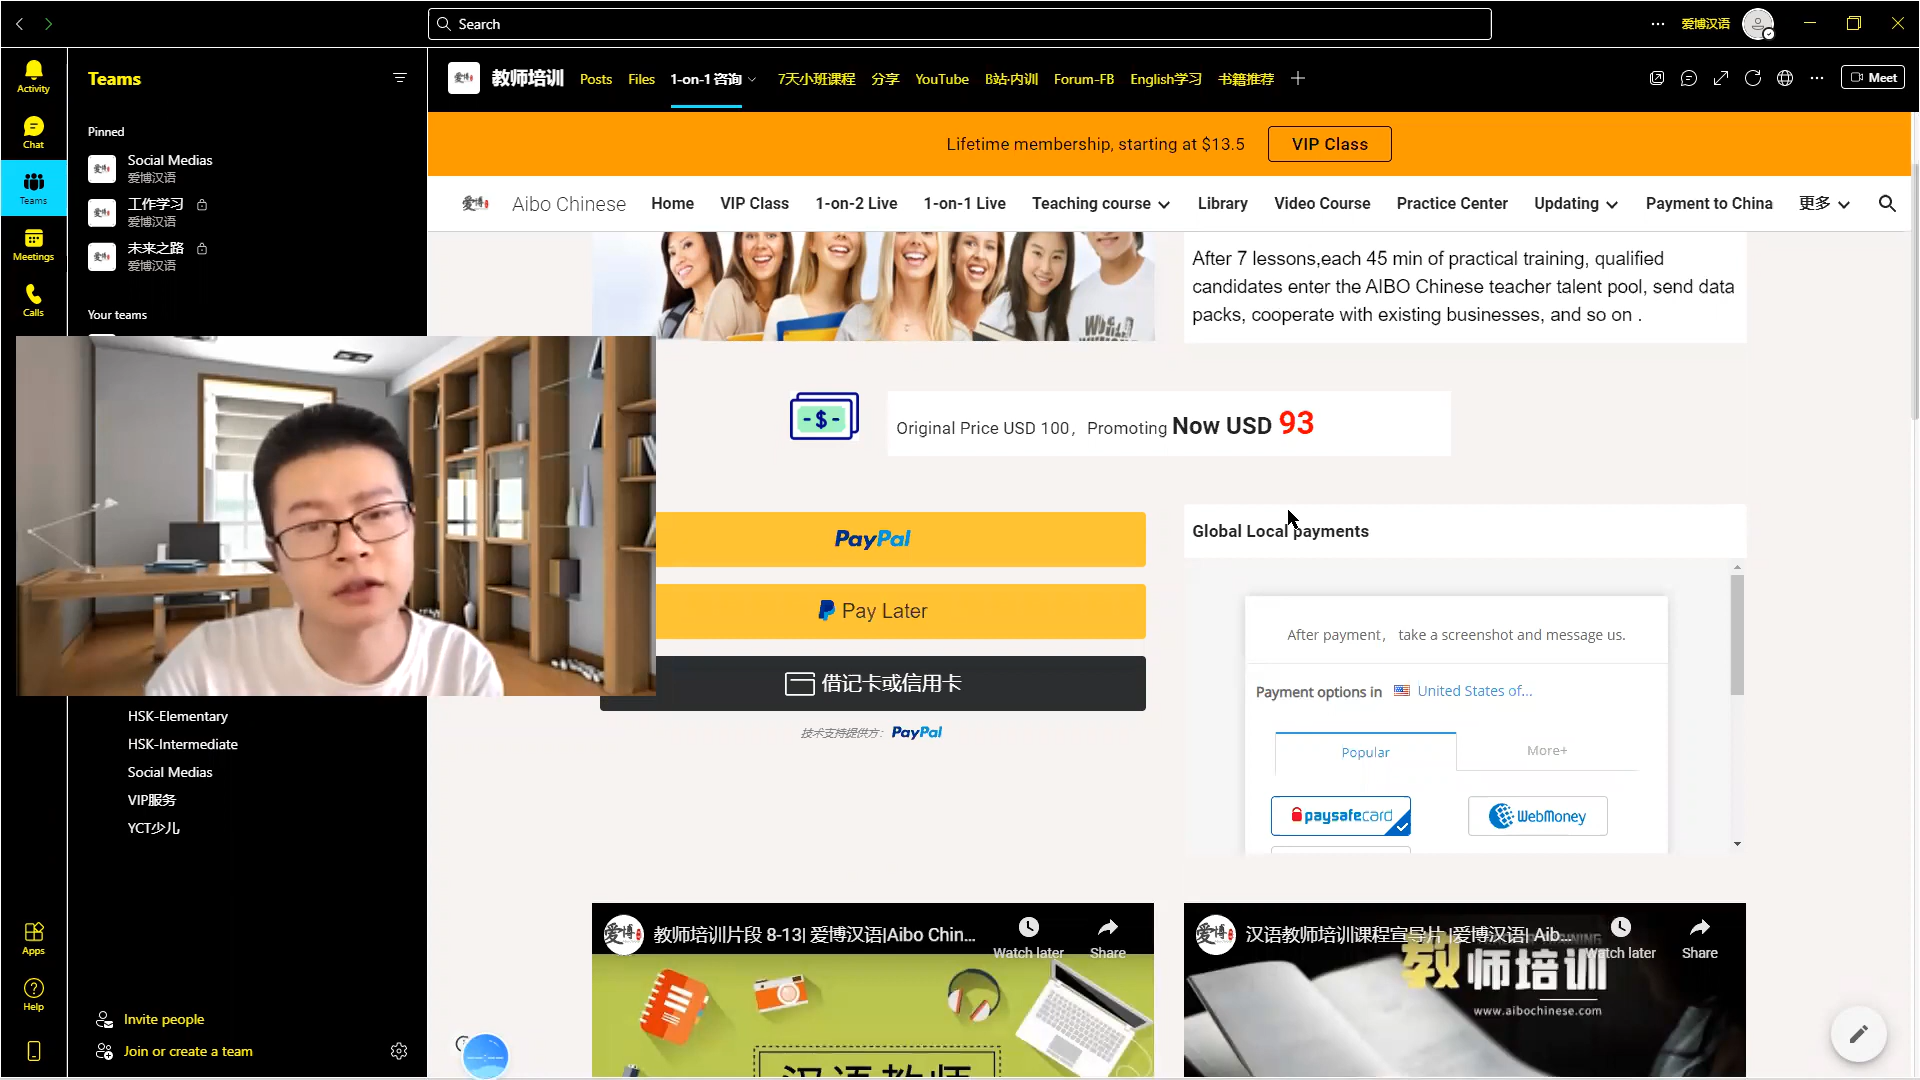 Search
爱博汉语
Activity
Chat
Teams
Meetings
Calls
Apps
Help
Teams
Pinned
Social Medias
爱博汉语
工作学习
爱博汉语
未来之路
爱博汉语
Your teams
HSK-Elementary
HSK-Intermediate
Social Medias
VIP服务
YCT少儿
Invite people
Join or create a team
教师培训 Posts Files 1-on-1 咨询 7天小班课程 分享 YouTube B站·内训 Forum-FB English学习 书籍推荐
Meet
Lifetime membership, starting at $13.5 VIP Class
爱博 Aibo Chinese Home VIP Class 1-on-2 Live 1-on-1 Live Teaching course Library Video Course Practice Center Updating Payment to China 更多
After 7 lessons,each 45 min of practical training, qualified
candidates enter the AIBO Chinese teacher talent pool, send data
packs, cooperate with existing businesses, and so on .
Original Price USD 100，Promoting Now USD 93
PayPal
Pay Later
借记卡或信用卡
技术支持提供方： PayPal
Global Local payments
After payment， take a screenshot and message us.
Payment options in United States of...
Popular More+
paysafecard WebMoney
爱博 教师培训片段 8-13| 爱博汉语|Aibo Chin...
Watch later Share
爱博 汉语教师培训课程宣导片 |爱博汉语| Aib...
Watch later Share
教师培训
www.aibochinese.com